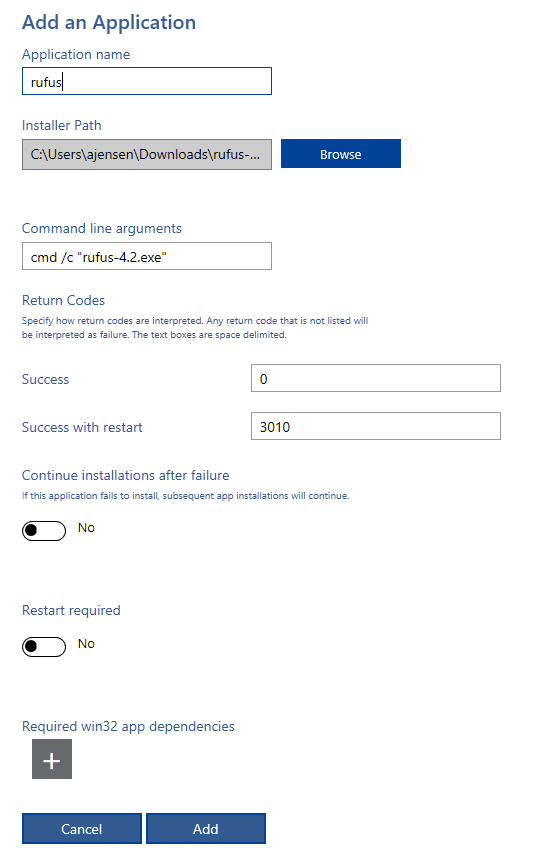 Add an Application
Application name
rufus
Installer Path
C:\Users\ajensen\Downloads\rufus-...
Browse
Command line arguments
cmd /c "rufus-4.2.exe"
Return Codes
Specify how return codes are interpreted. Any return code that is not listed will
be interpreted as failure. The text boxes are space delimited.
Success
0
Success with restart
3010
Continue installations after failure
If this application fails to install, subsequent app installations will continue.
No
Restart required
No
Required win32 app dependencies
+
Cancel
Add